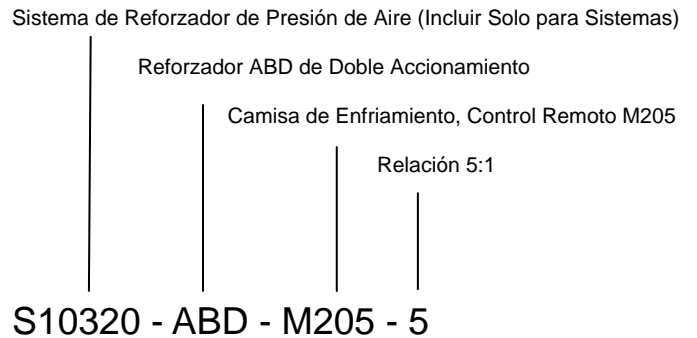 Sistema de Reforzador de Presión de Aire (Incluir Solo para Sistemas)
Reforzador ABD de Doble Accionamiento
Camisa de Enfriamiento, Control Remoto M205
Relación 5:1
S10320 - ABD - M205 - 5